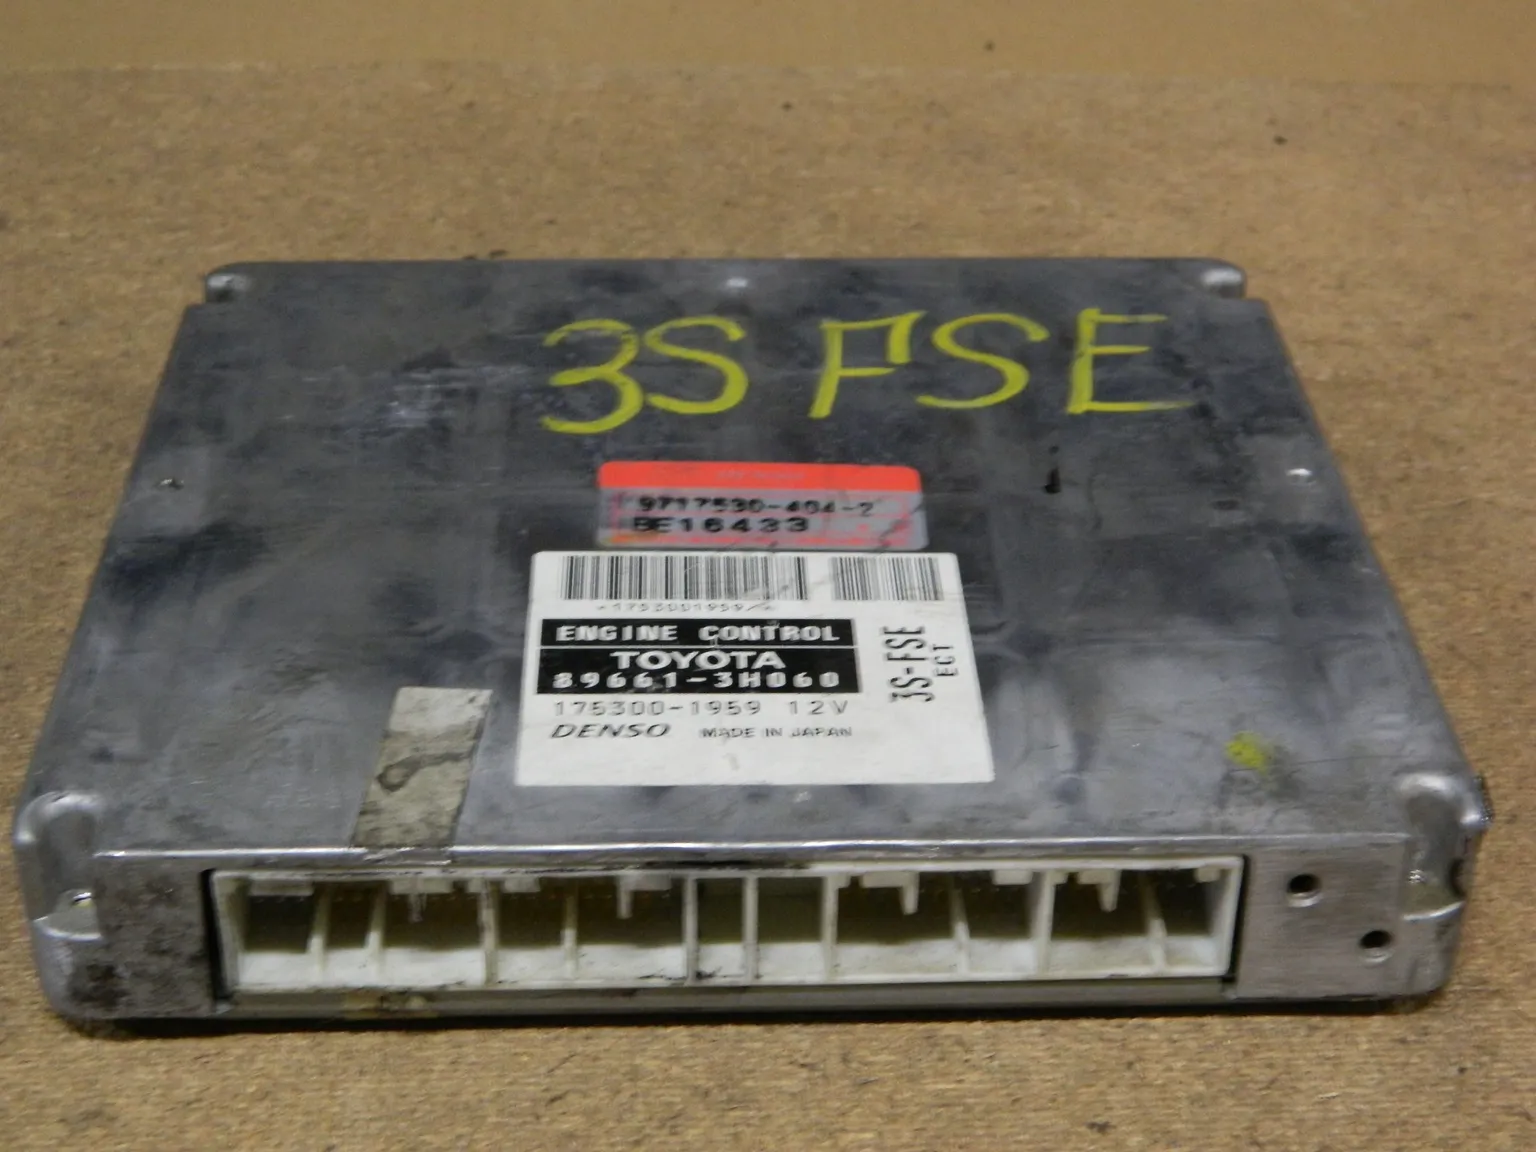 3S FSE
9717530-404-2
BE16433
*1753001959/*
ENGINE CONTROL
TOYOTA
89661-3H060
175300-1959 12V
DENSO MADE IN JAPAN
3S-FSE
ECT